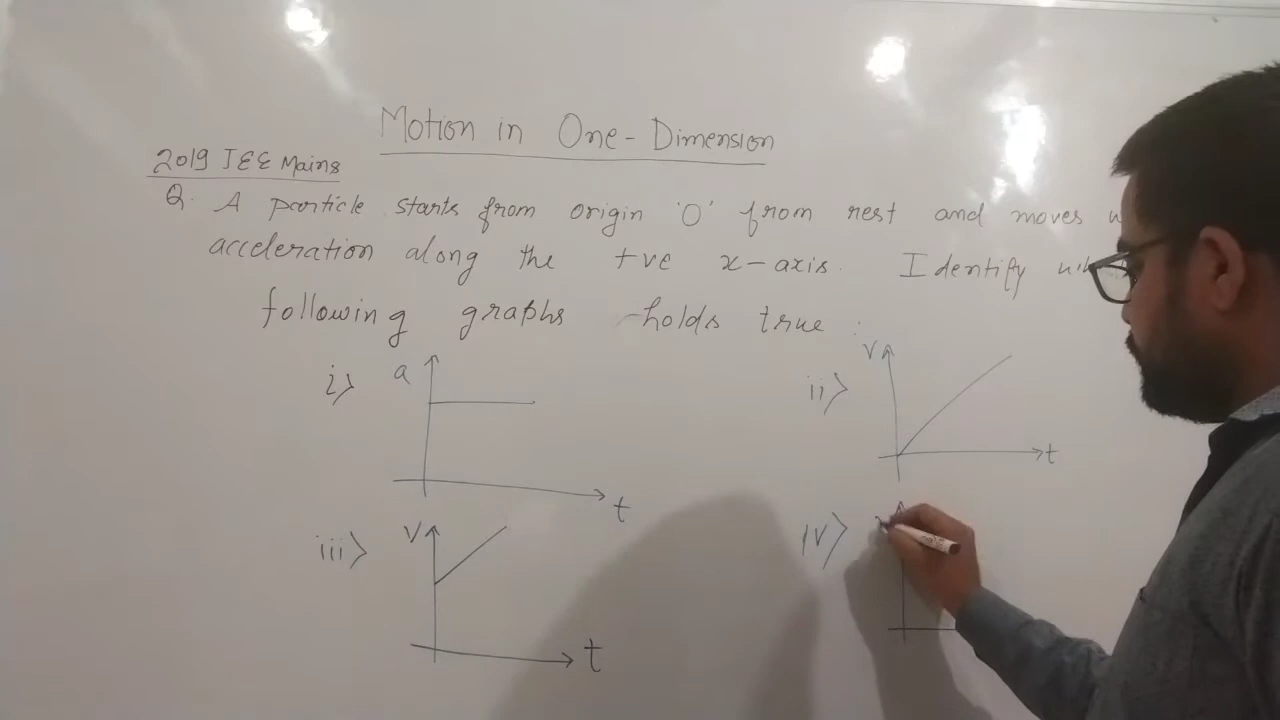 Motion in One-Dimension
2019 JEE Mains
Q. A particle starts from origin 'O' from rest and moves
acceleration along the +ve x-axis. Identify
following graphs holds true :
i> a t
ii> v t
iii> v t
iv>